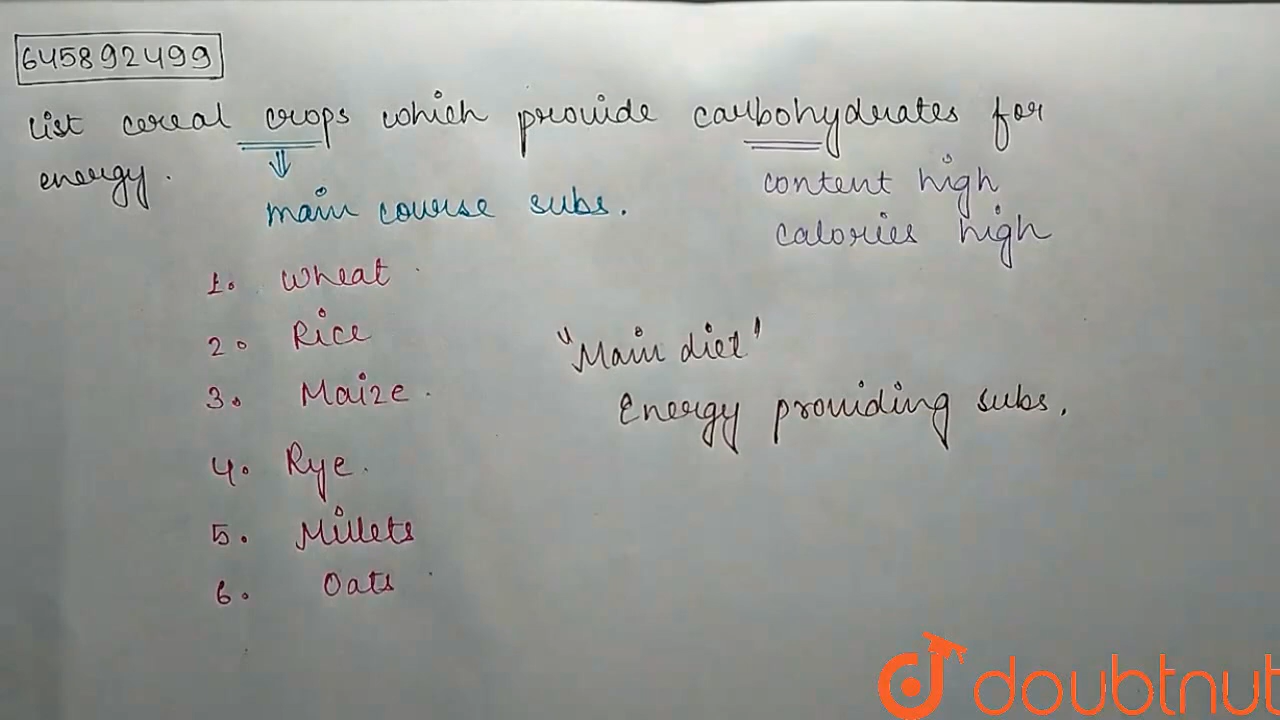 645892499
list cereal crops which provide carbohydrates for
energy.
main course subs.
content high
calories high
1. Wheat
2. Rice
3. Maize.
4. Rye.
5. Millets
6. Oats
"Main diet"
Energy providing subs.
doubtnut